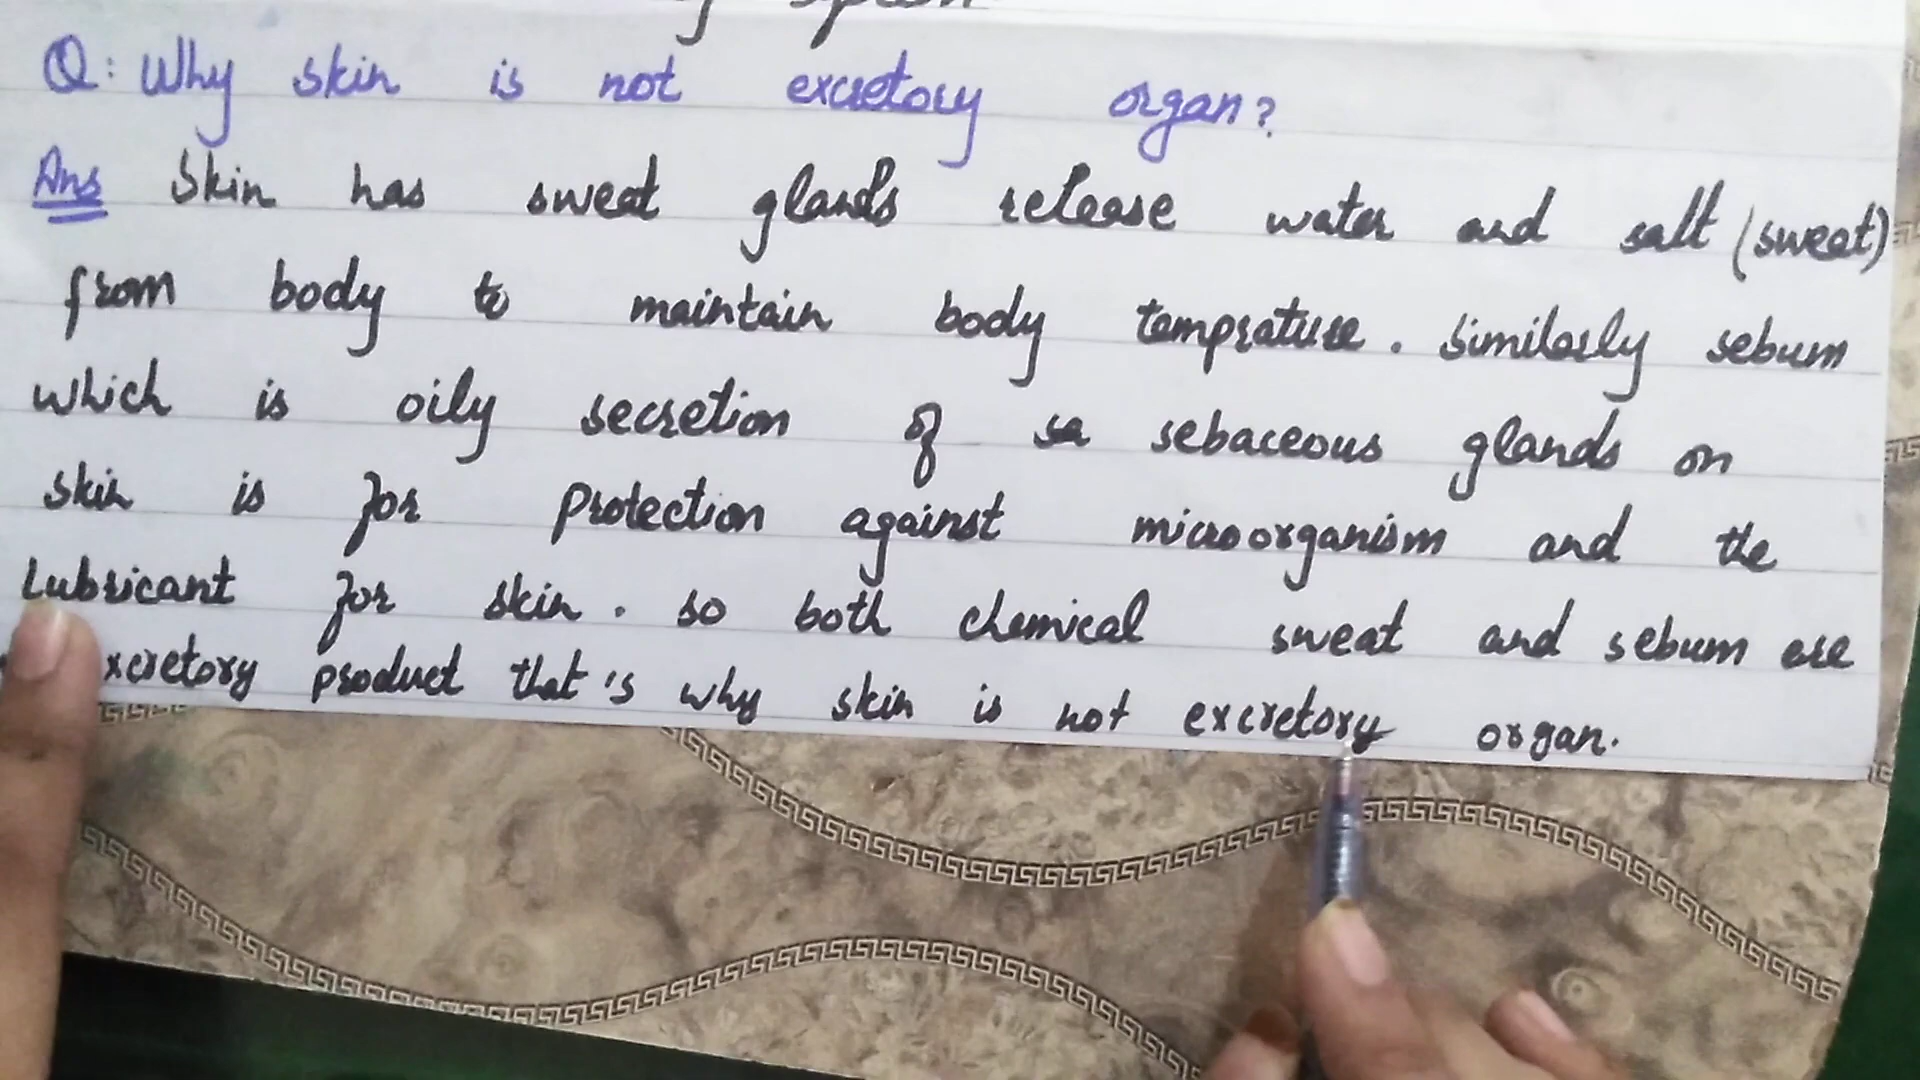 Q: Why skin is not excretory organ?
Ans Skin has sweat glands release water and salt (sweat)
from body to maintain body temprature. Similarly sebum
which is oily secretion of sa sebaceous glands on
skin is for protection against microorganism and the
Lubricant for skin. so both chemical sweat and sebum are
xcretory product that's why skin is not excretory organ.